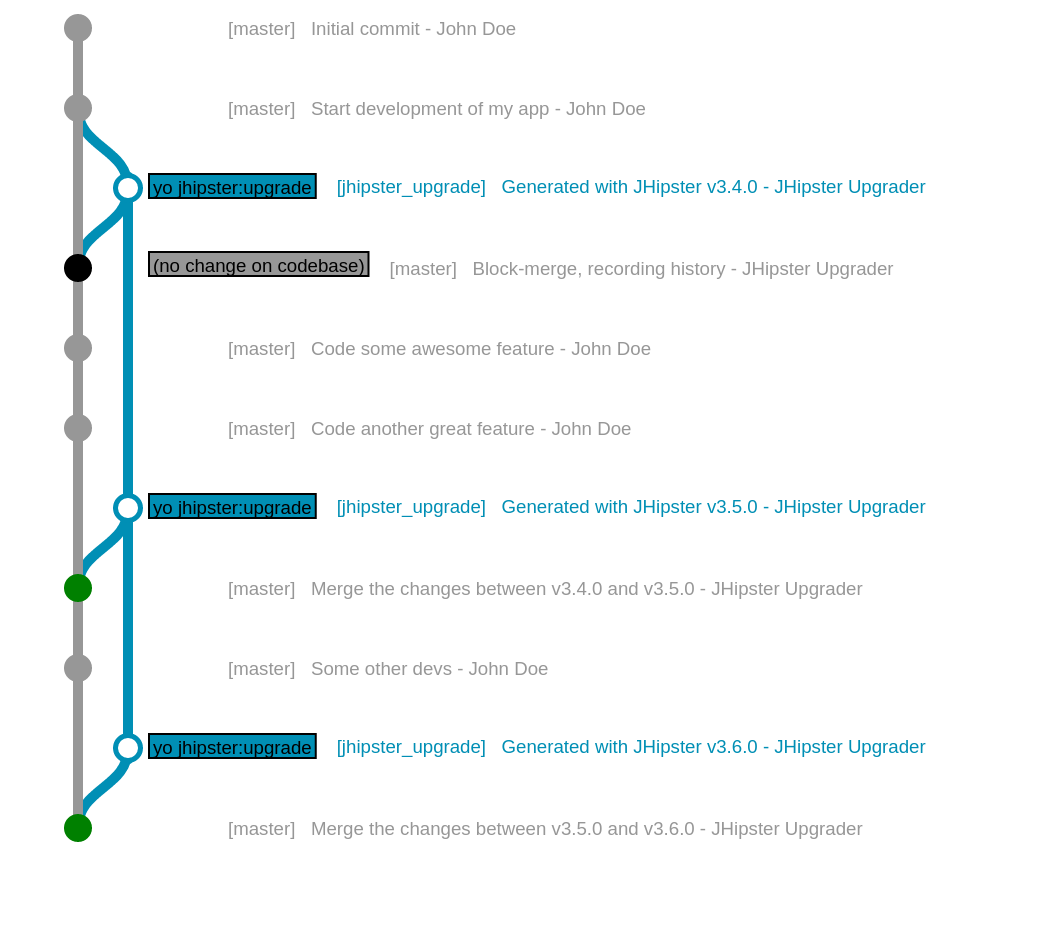 [master] Initial commit - John Doe
[master] Start development of my app - John Doe
yo jhipster:upgrade [jhipster_upgrade] Generated with JHipster v3.4.0 - JHipster Upgrader
(no change on codebase) [master] Block-merge, recording history - JHipster Upgrader
[master] Code some awesome feature - John Doe
[master] Code another great feature - John Doe
yo jhipster:upgrade [jhipster_upgrade] Generated with JHipster v3.5.0 - JHipster Upgrader
[master] Merge the changes between v3.4.0 and v3.5.0 - JHipster Upgrader
[master] Some other devs - John Doe
yo jhipster:upgrade [jhipster_upgrade] Generated with JHipster v3.6.0 - JHipster Upgrader
[master] Merge the changes between v3.5.0 and v3.6.0 - JHipster Upgrader